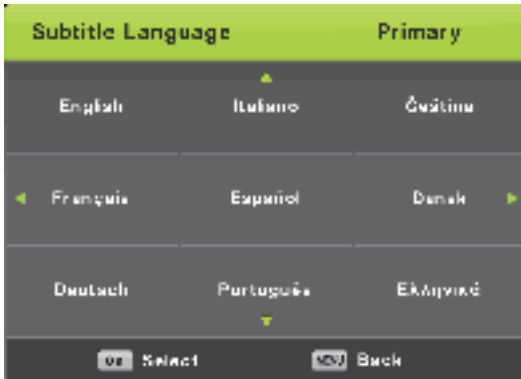 Subtitle Language Primary
English Italiano Čeština
Français Español Dansk
Deutsch Português Ελληνικά
OK Select MENU Back